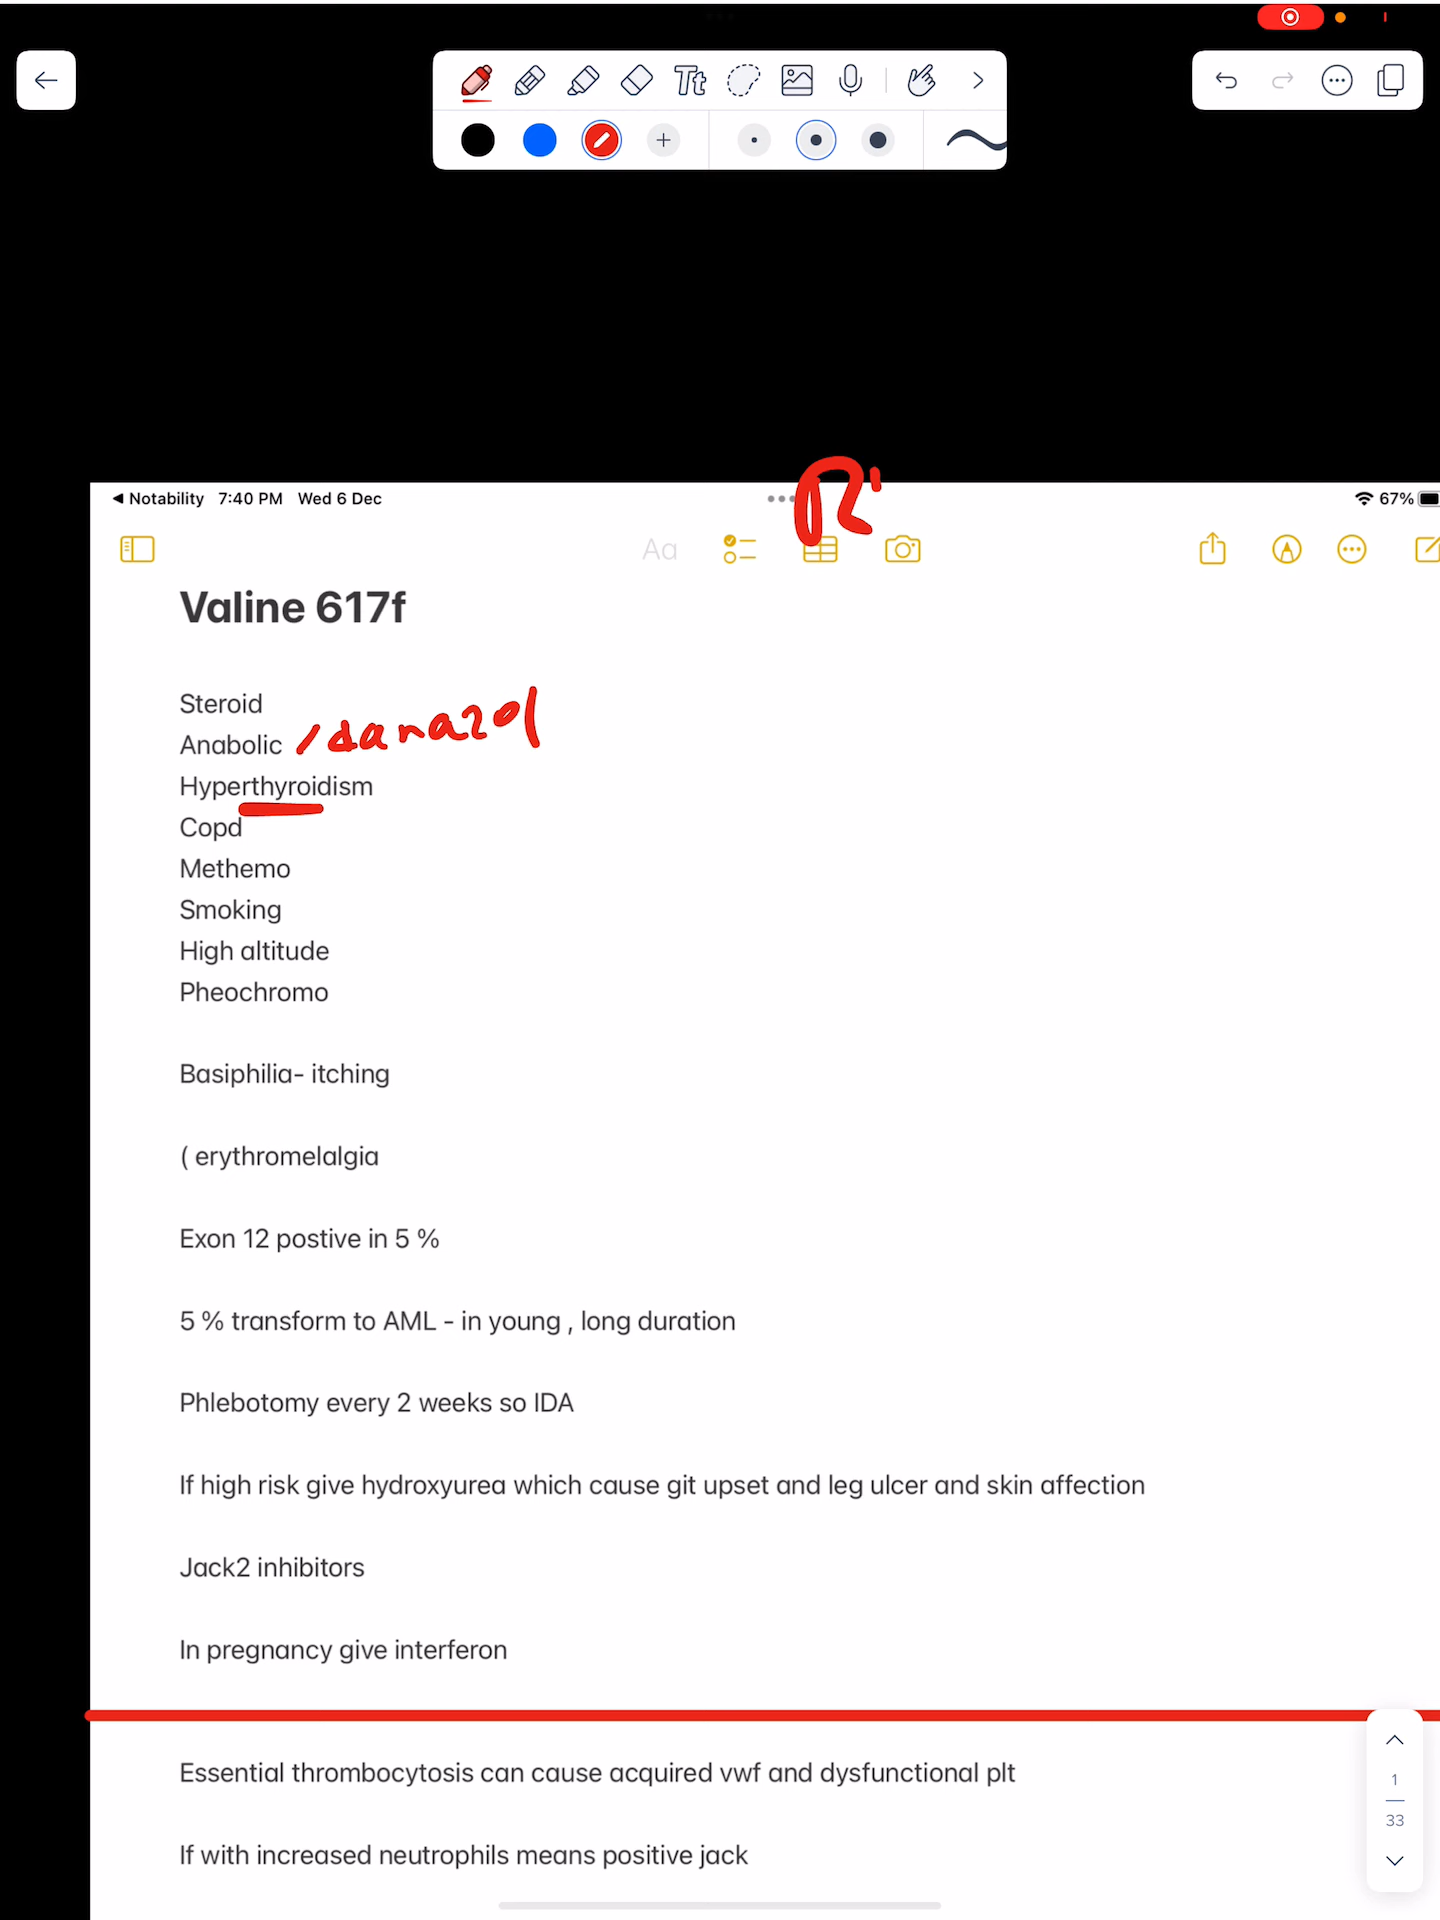 Tt
◀ Notability 7:40 PM Wed 6 Dec
67%
Aa
Valine 617f
Steroid
Anabolic /danazol
Hyperthyroidism
Copd
Methemo
Smoking
High altitude
Pheochromo
Basiphilia- itching
( erythromelalgia
Exon 12 postive in 5 %
5 % transform to AML - in young , long duration
Phlebotomy every 2 weeks so IDA
If high risk give hydroxyurea which cause git upset and leg ulcer and skin affection
Jack2 inhibitors
In pregnancy give interferon
Essential thrombocytosis can cause acquired vwf and dysfunctional plt
If with increased neutrophils means positive jack
1
33